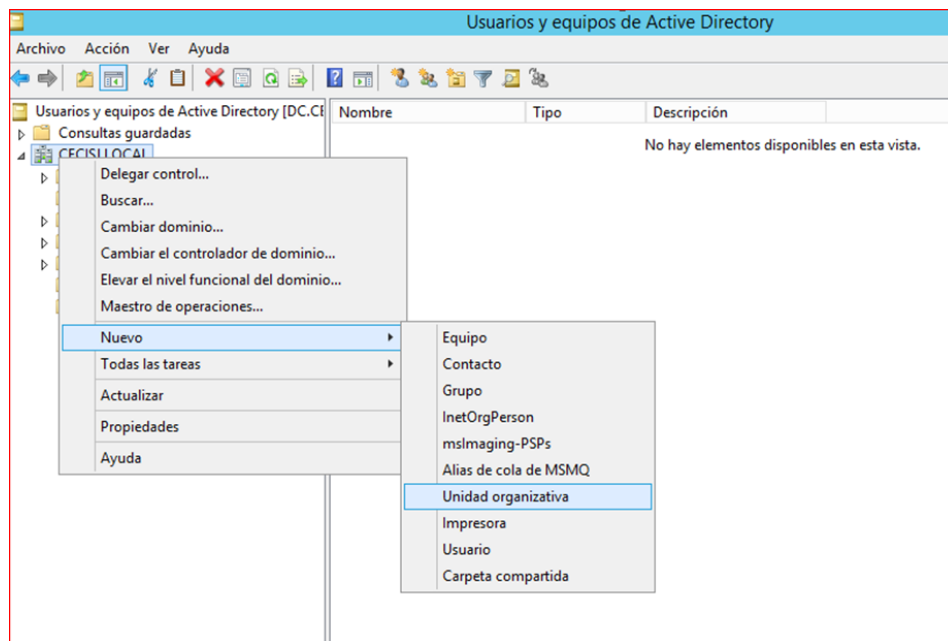 Usuarios y equipos de Active Directory
Archivo Acción Ver Ayuda
Usuarios y equipos de Active Directory [DC.CE
Nombre Tipo Descripción
Consultas guardadas
No hay elementos disponibles en esta vista.
CECISI.LOCAL
Delegar control...
Buscar...
Cambiar dominio...
Cambiar el controlador de dominio...
Elevar el nivel funcional del dominio...
Maestro de operaciones...
Nuevo
Todas las tareas
Actualizar
Propiedades
Ayuda
Equipo
Contacto
Grupo
InetOrgPerson
msImaging-PSPs
Alias de cola de MSMQ
Unidad organizativa
Impresora
Usuario
Carpeta compartida